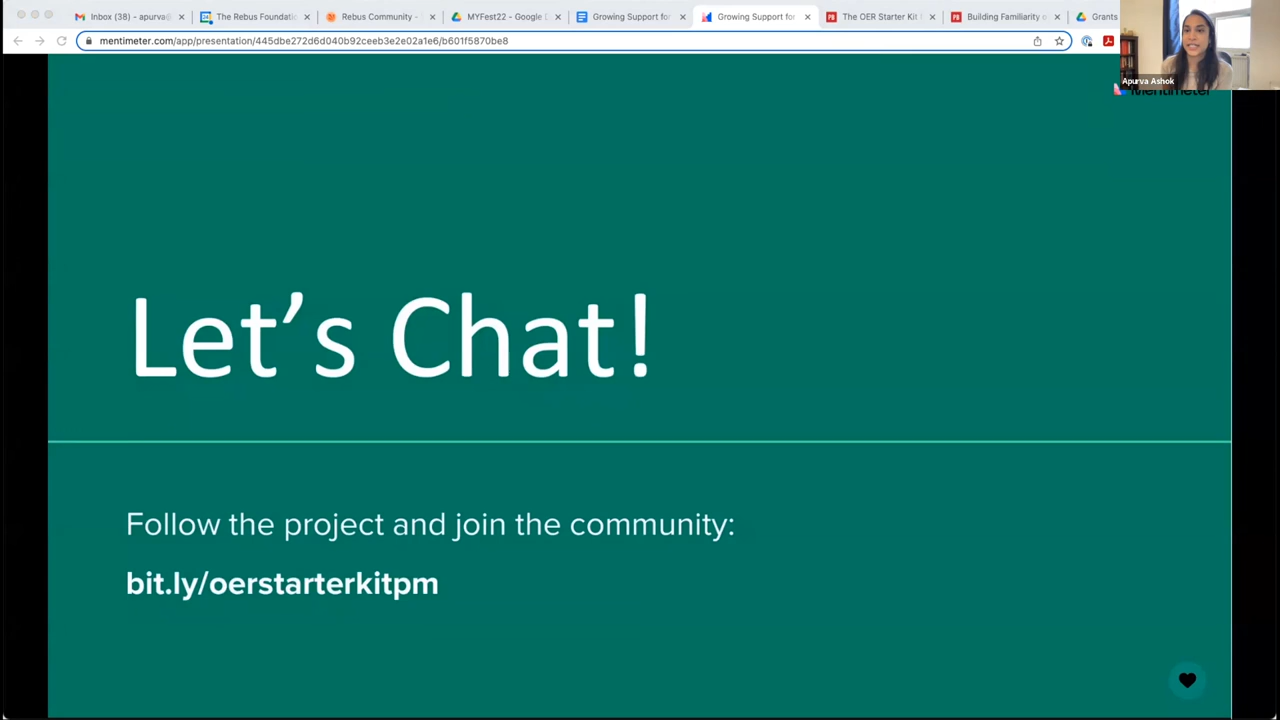 Inbox (38) - apurva@
The Rebus Foundatio
Rebus Community -
MYFest22 - Google D
Growing Support for
Growing Support for
The OER Starter Kit
Building Familiarity o
Grants
mentimeter.com/app/presentation/445dbe272d6d040b92ceeb3e2e02a1e6/b601f5870be8
Apurva Ashok
Mentimeter
Let's Chat!
Follow the project and join the community:
bit.ly/oerstarterkitpm